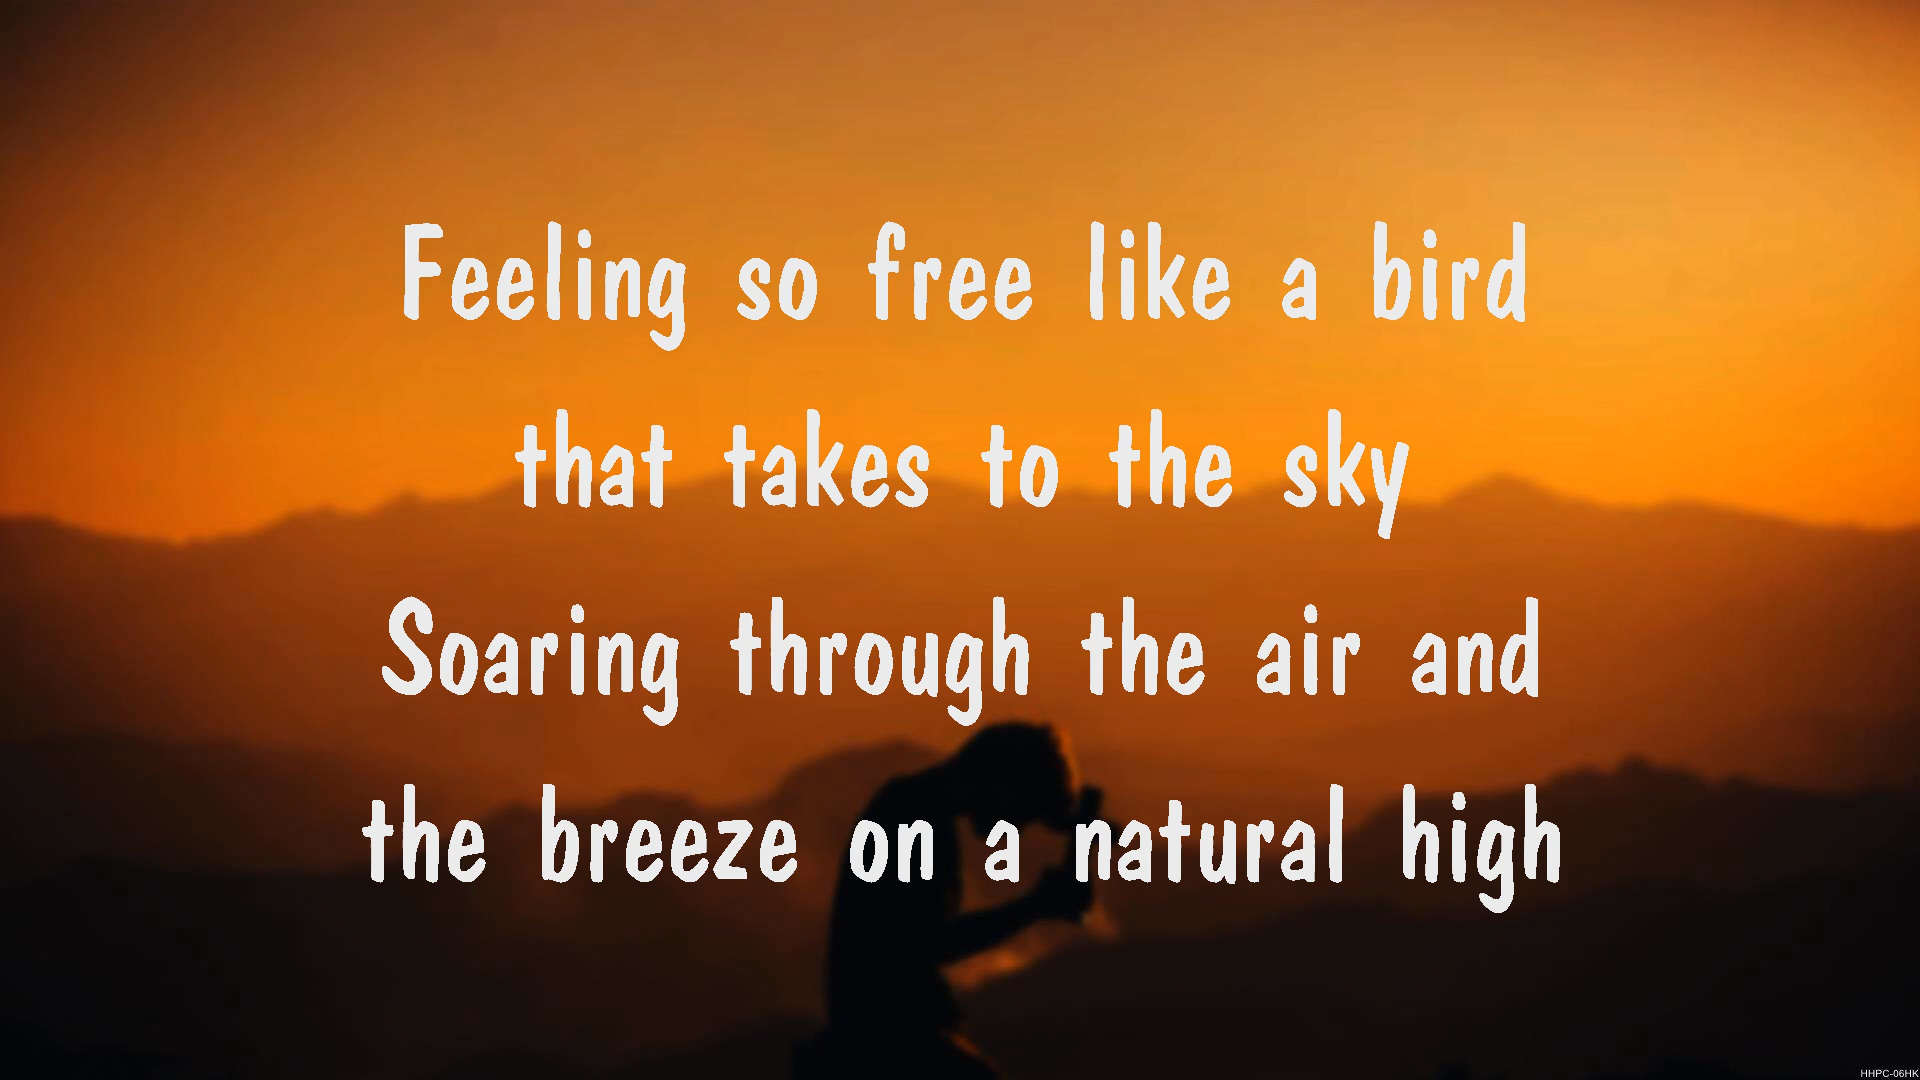 Feeling so free like a bird
that takes to the sky
Soaring through the air and
the breeze on a natural high
HHPC-06HK